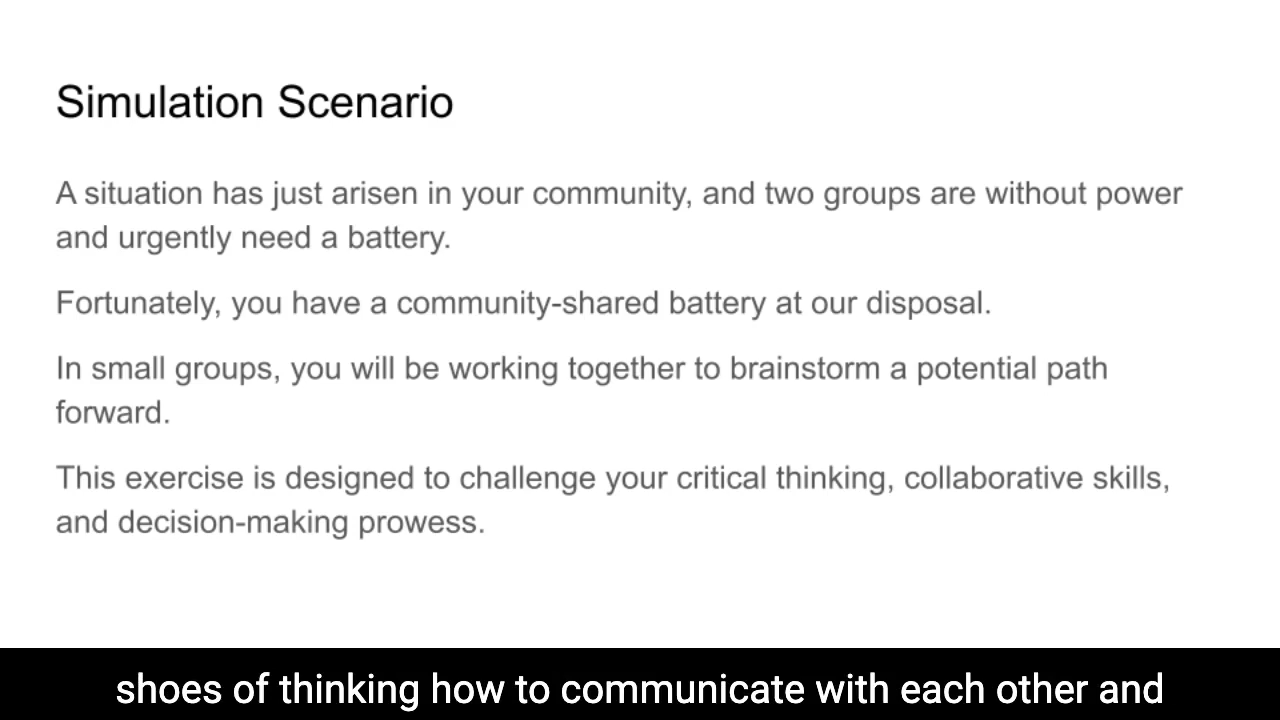 Simulation Scenario
A situation has just arisen in your community, and two groups are without power
and urgently need a battery.
Fortunately, you have a community-shared battery at our disposal.
In small groups, you will be working together to brainstorm a potential path
forward.
This exercise is designed to challenge your critical thinking, collaborative skills,
and decision-making prowess.
shoes of thinking how to communicate with each other and